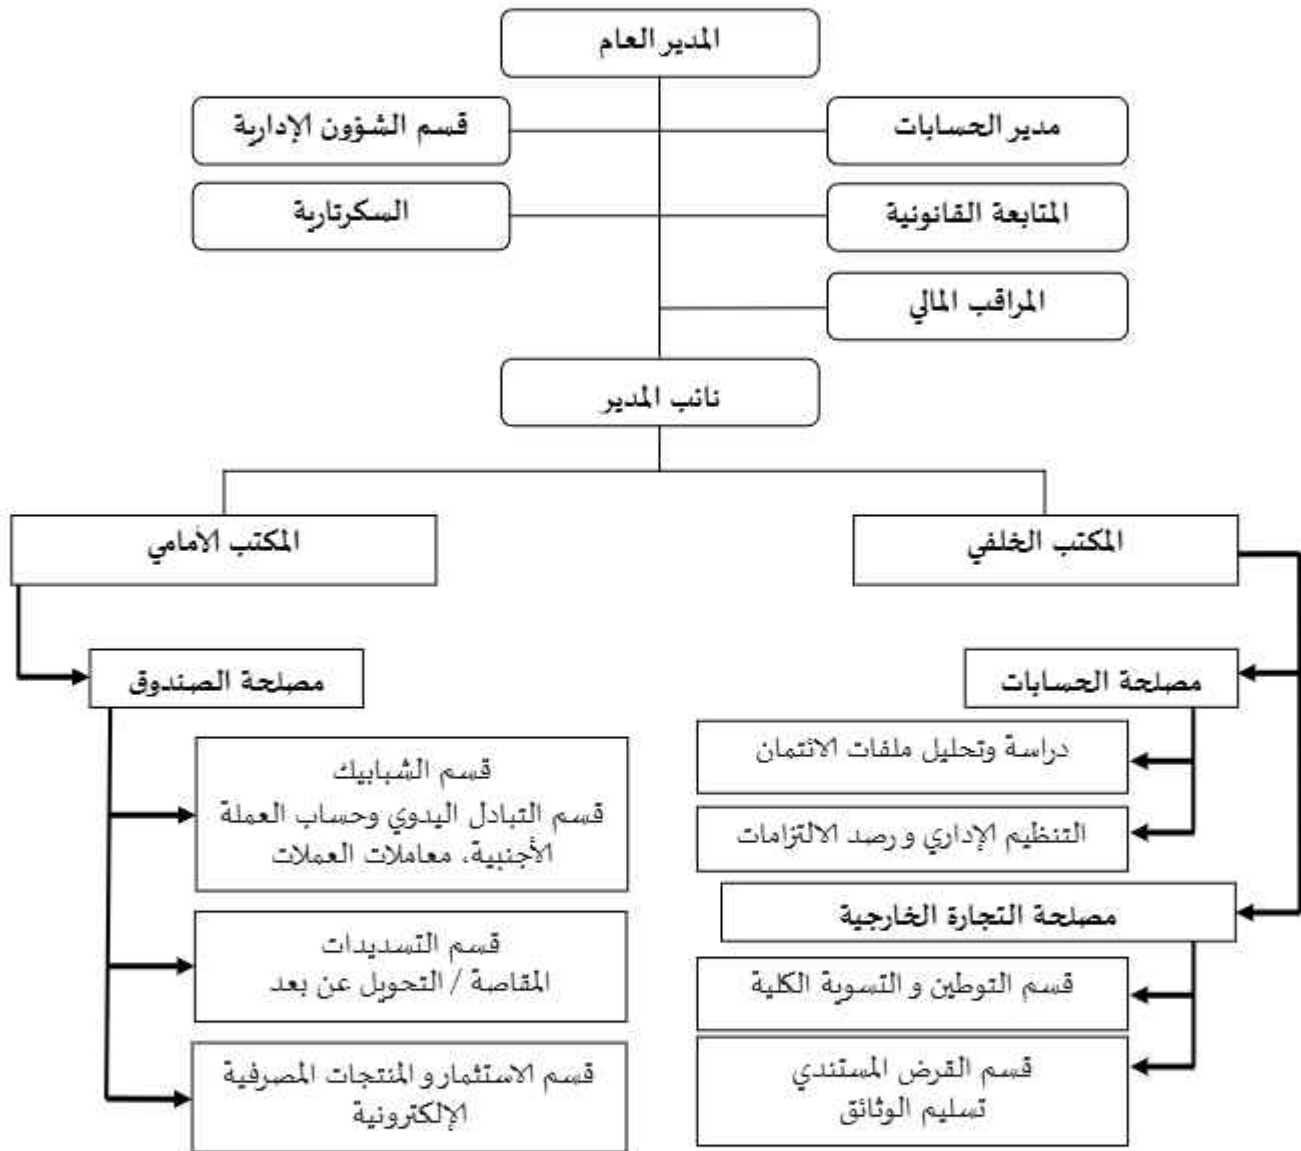 المدير العام
مدير الحسابات
قسم الشؤون الإدارية
المتابعة القانونية
السكرتارية
المراقب المالي
نائب المدير
المكتب الخلفي
المكتب الأمامي
مصلحة الحسابات
دراسة وتحليل ملفات الائتمان
التنظيم الإداري و رصد الالتزامات
مصلحة التجارة الخارجية
قسم التوطين و التسوية الكلية
قسم القرض المستندي
تسليم الوثائق
مصلحة الصندوق
قسم الشبابيك
قسم التبادل اليدوي وحساب العملة
الأجنبية، معاملات العملات
قسم التسديدات
المقاصة / التحويل عن بعد
قسم الاستثمار و المنتجات المصرفية
الإلكترونية